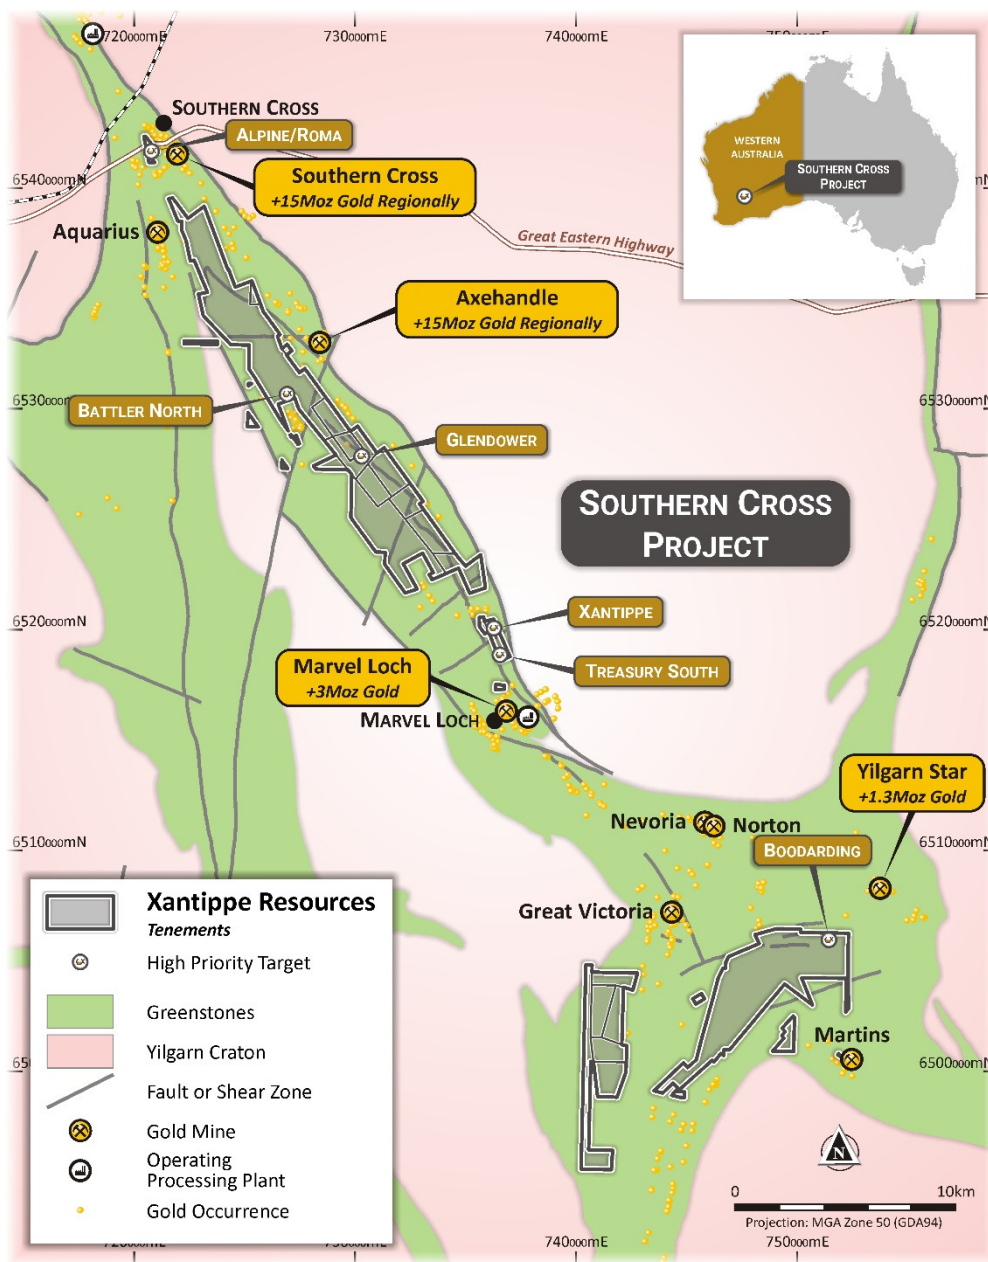 720000mE
730000mE
740000mE
SOUTHERN CROSS
ALPINE/ROMA
WESTERN
AUSTRALIA
SOUTHERN CROSS
PROJECT
Southern Cross
+15Moz Gold Regionally
6540000mN
Aquarius
Great Eastern Highway
Axehandle
+15Moz Gold Regionally
BATTLER NORTH
6530000mN
GLENDOWER
SOUTHERN CROSS
PROJECT
XANTIPPE
6520000mN
6520000mN
TREASURY SOUTH
Marvel Loch
+3Moz Gold
MARVEL LOCH
Yilgarn Star
+1.3Moz Gold
Nevoria
Norton
6510000mN
6510000mN
BOODARDING
Great Victoria
Martins
6500000mN
Xantippe Resources
Tenements
High Priority Target
Greenstones
Yilgarn Craton
Fault or Shear Zone
Gold Mine
Operating
Processing Plant
Gold Occurrence
N
0 10km
Projection: MGA Zone 50 (GDA94)
740000mE
750000mE